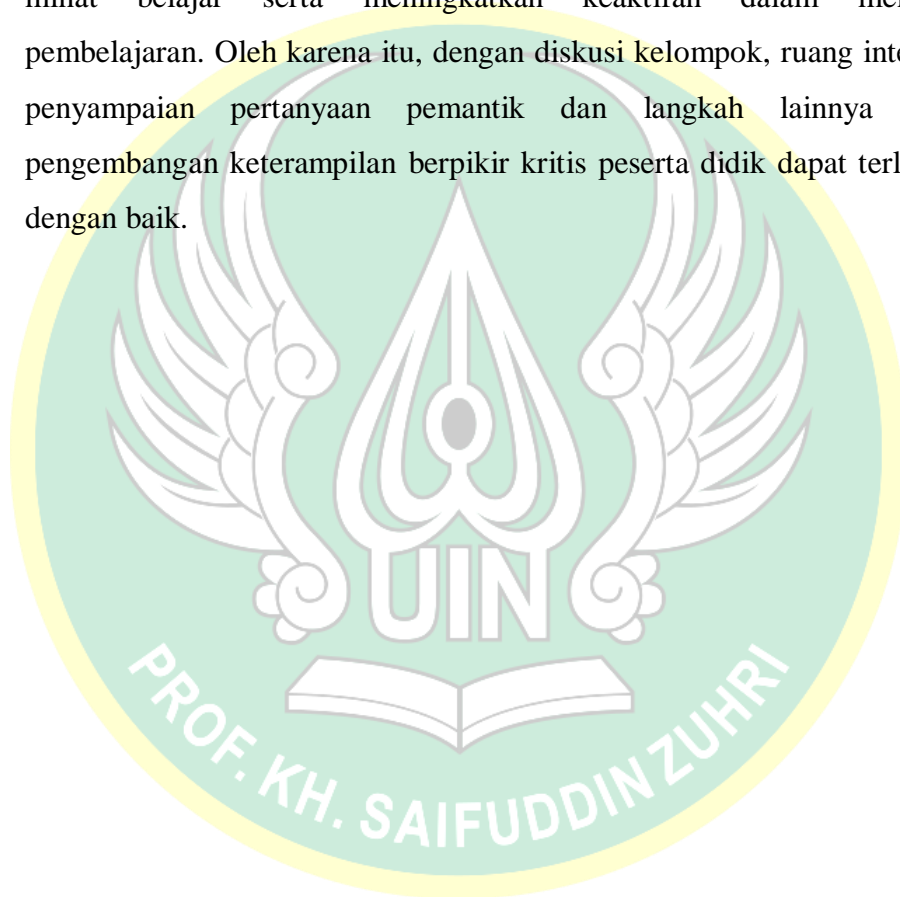 minat belajar serta meningkatkan keaktifan dalam
pembelajaran. Oleh karena itu, dengan diskusi kelompok, ruang
penyampaian pertanyaan pemantik dan langkah lainnya
pengembangan keterampilan berpikir kritis peserta didik dapat
dengan baik.
UIN
PROF. KH. SAIFUDDIN ZUHRI